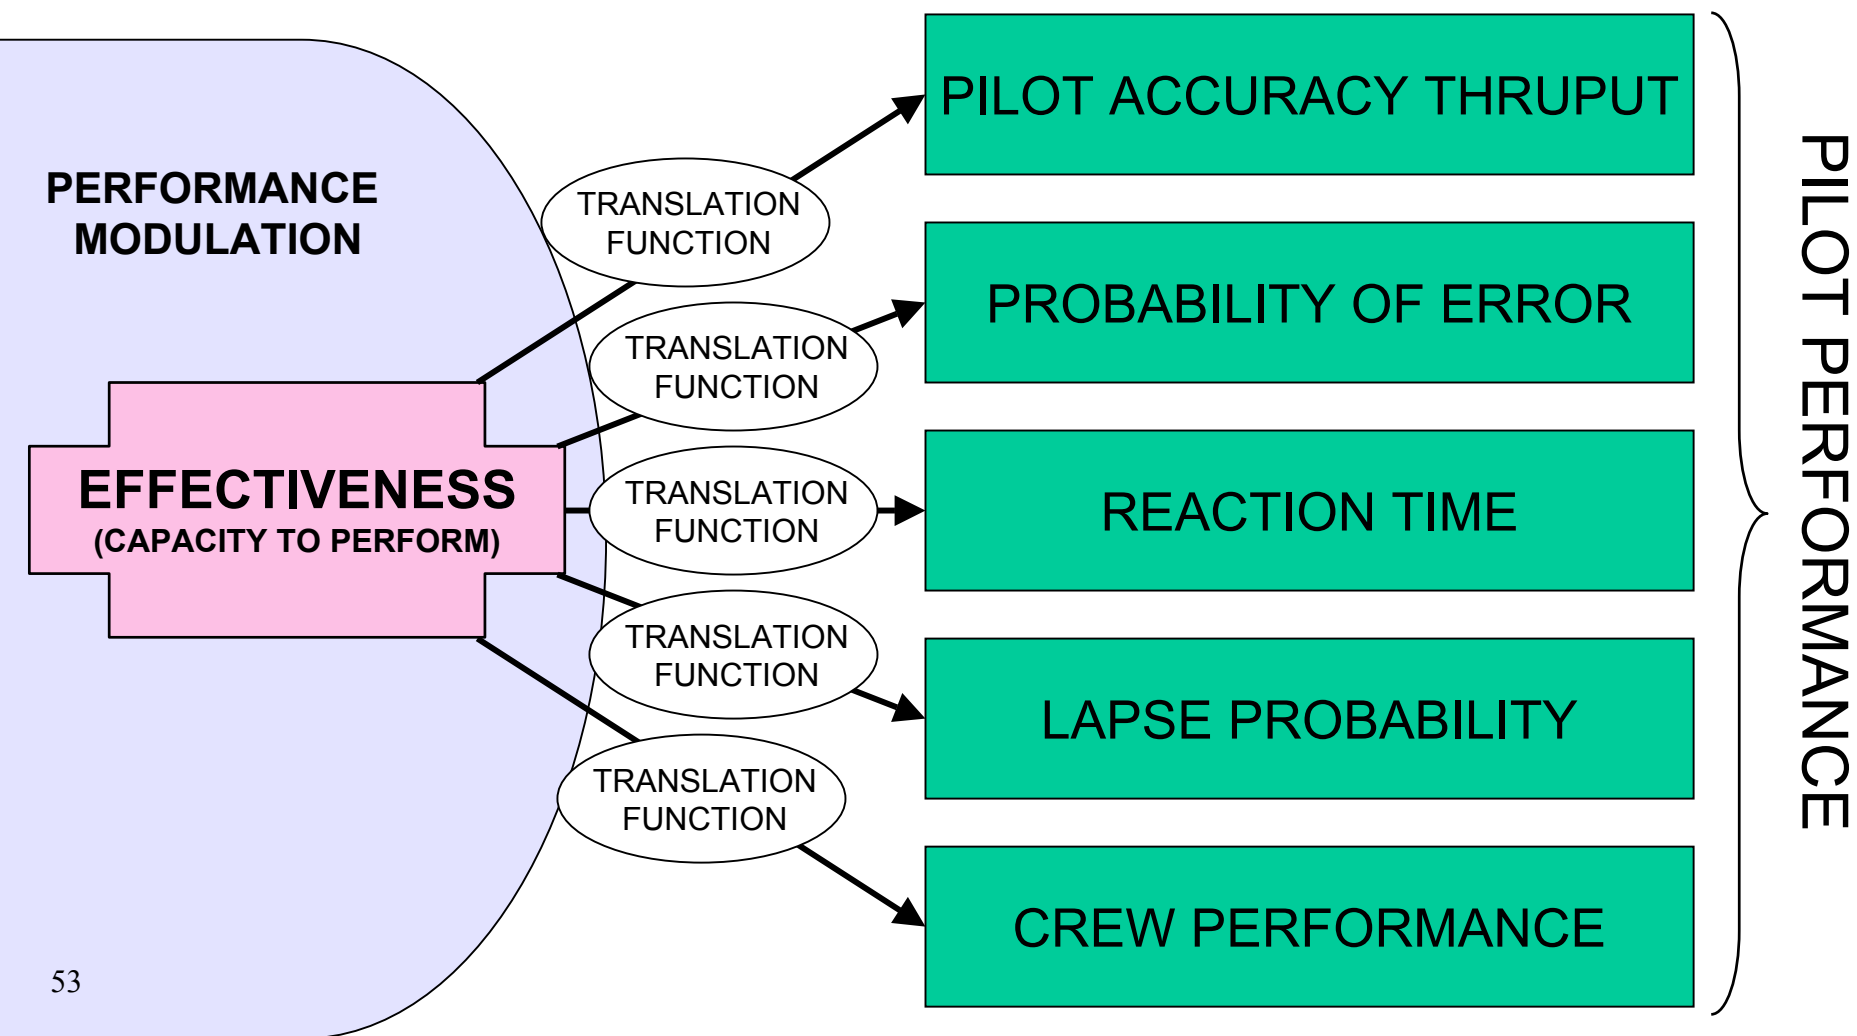 PERFORMANCE
MODULATION
EFFECTIVENESS
(CAPACITY TO PERFORM)
TRANSLATION
FUNCTION
TRANSLATION
FUNCTION
TRANSLATION
FUNCTION
TRANSLATION
FUNCTION
TRANSLATION
FUNCTION
PILOT ACCURACY THRUPUT
PROBABILITY OF ERROR
REACTION TIME
LAPSE PROBABILITY
CREW PERFORMANCE
PILOT PERFORMANCE
53